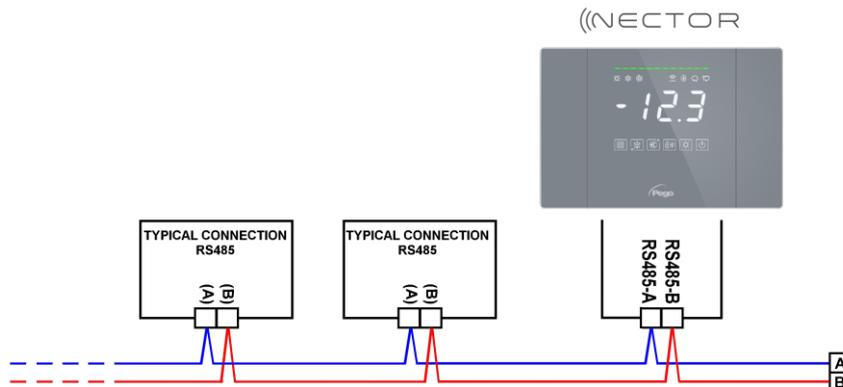 NECTOR
-12.3
Pego
TYPICAL CONNECTION
RS485
(A)
(B)
TYPICAL CONNECTION
RS485
(A)
(B)
RS485-A
RS485-B
A
B